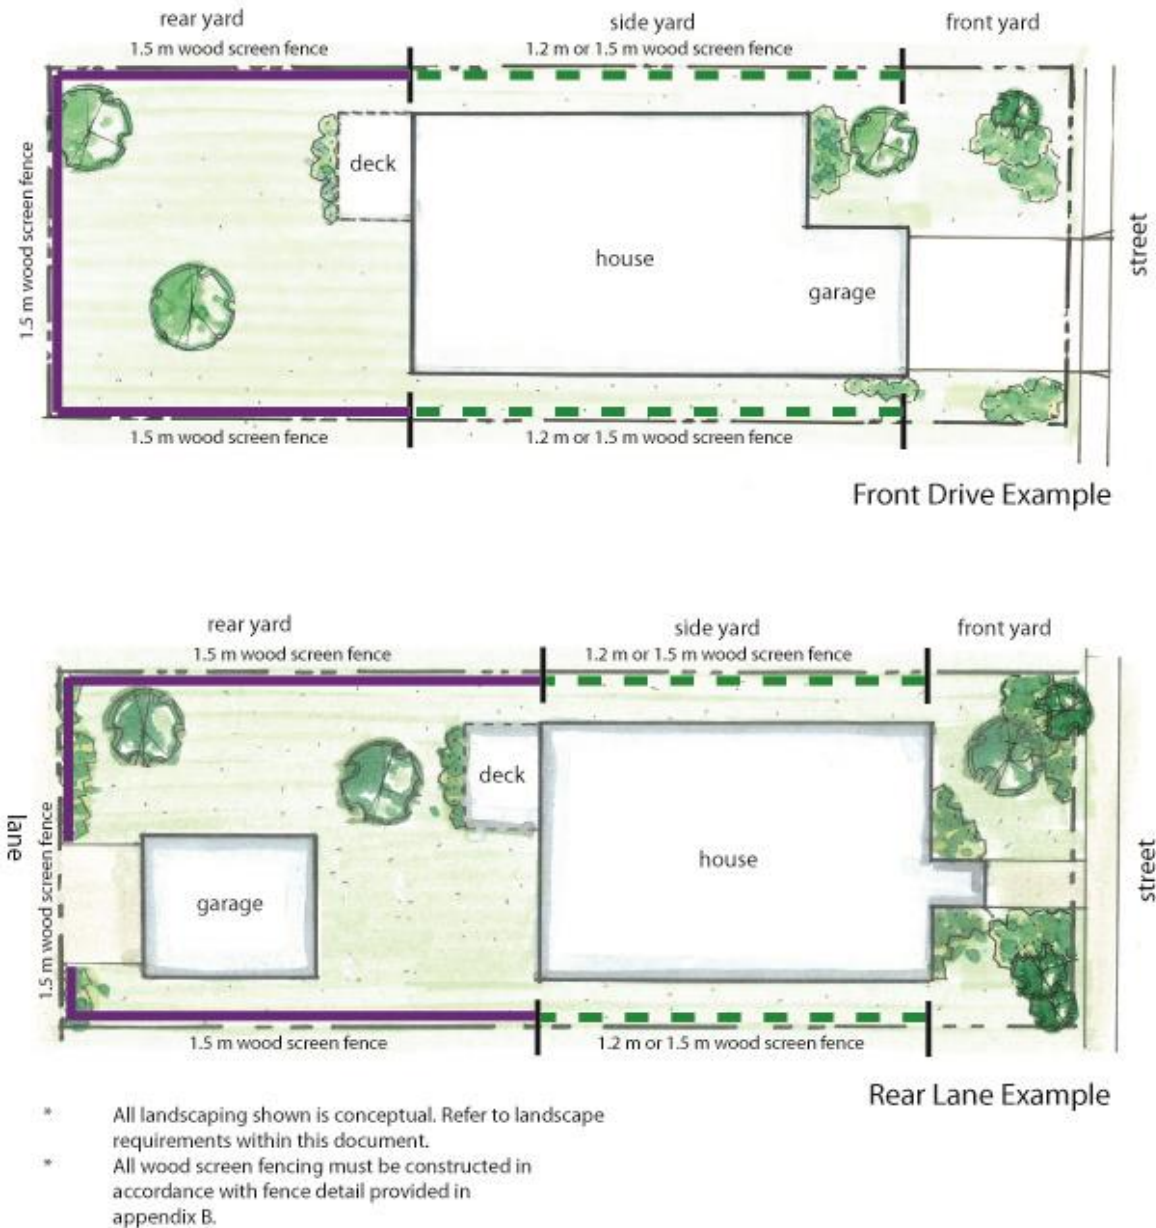 rear yard
side yard
front yard
1.5 m wood screen fence
1.2 m or 1.5 m wood screen fence
1.5 m wood screen fence
deck
house
garage
street
1.5 m wood screen fence
1.2 m or 1.5 m wood screen fence
Front Drive Example
rear yard
side yard
front yard
1.5 m wood screen fence
1.2 m or 1.5 m wood screen fence
deck
lane
1.5 m wood screen fence
house
garage
street
1.5 m wood screen fence
1.2 m or 1.5 m wood screen fence
Rear Lane Example
* All landscaping shown is conceptual. Refer to landscape
requirements within this document.
* All wood screen fencing must be constructed in
accordance with fence detail provided in
appendix B.